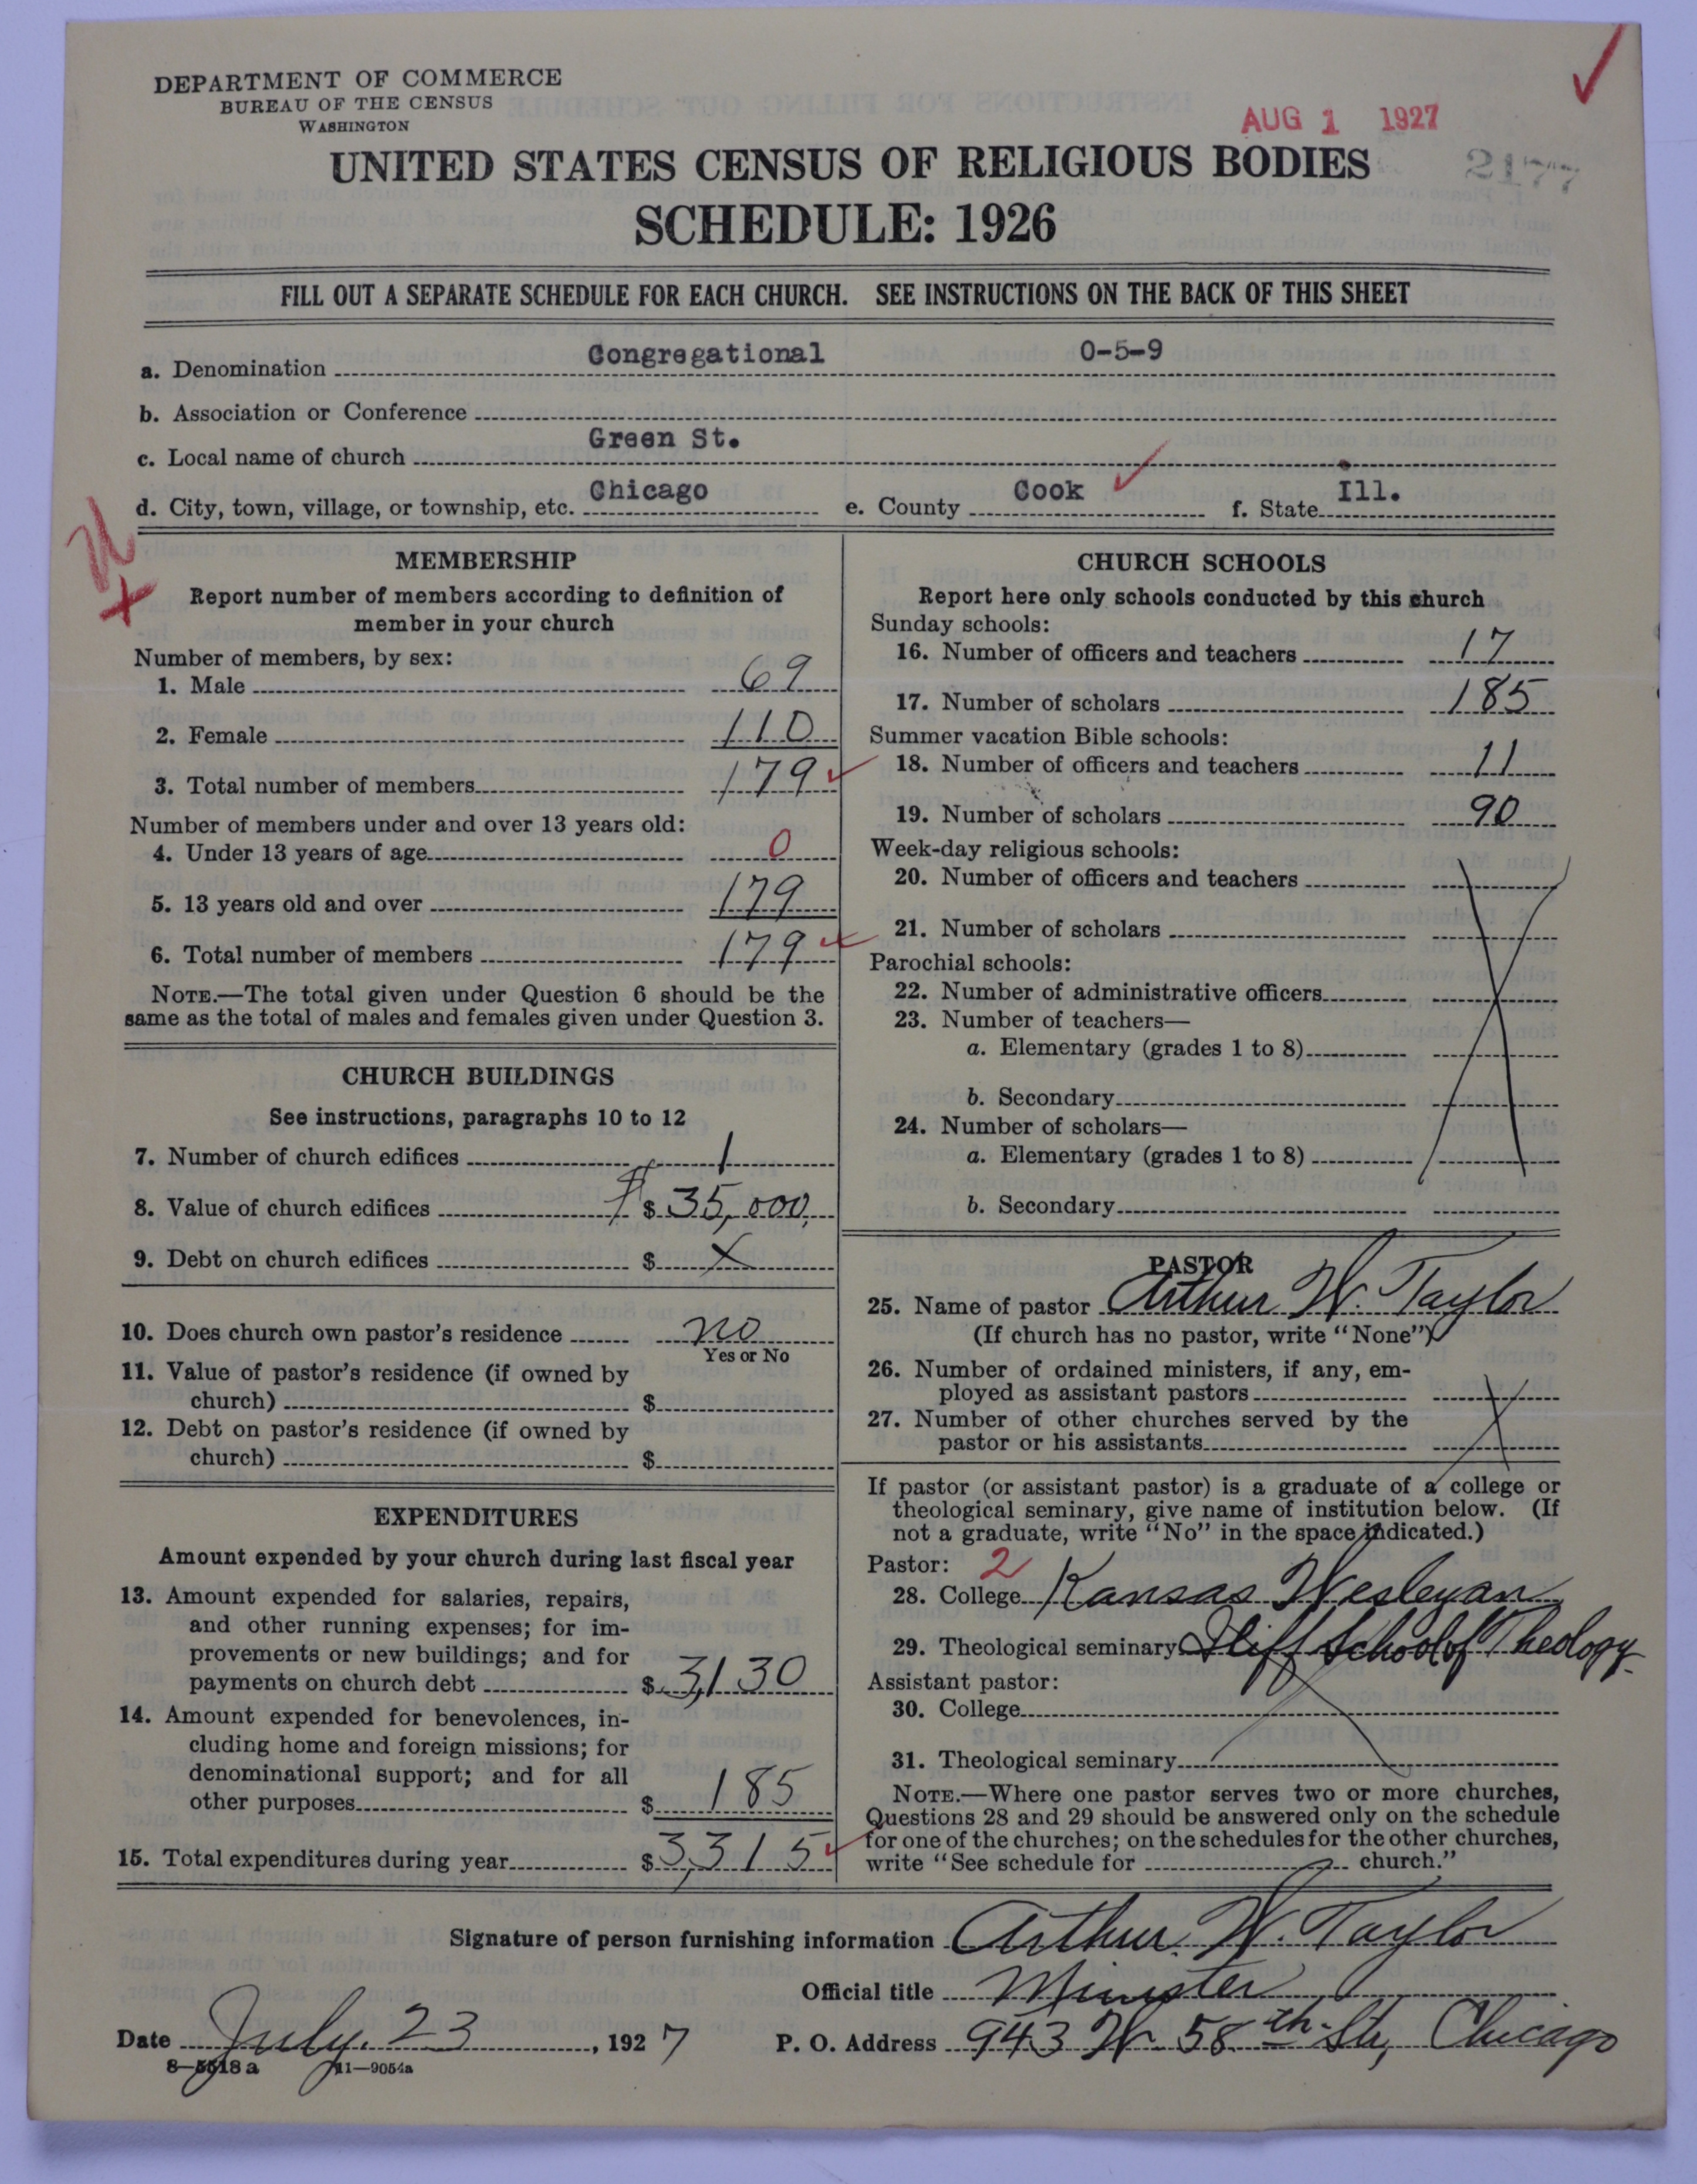 DEPARTMENT OF COMMERCE
BUREAU OF THE CENSUS
WASHINGTON
AUG 1 1927
2177
UNITED STATES CENSUS OF RELIGIOUS BODIES
SCHEDULE: 1926
FILL OUT A SEPARATE SCHEDULE FOR EACH CHURCH. SEE INSTRUCTIONS ON THE BACK OF THIS SHEET
a. Denomination Congregational 0-5-9
b. Association or Conference
c. Local name of church Green St.
d. City, town, village, or township, etc. Chicago e. County Cook f. State Ill.
MEMBERSHIP
Report number of members according to definition of
member in your church
Number of members, by sex:
1. Male 69
2. Female 110
3. Total number of members 179
Number of members under and over 13 years old:
4. Under 13 years of age 0
5. 13 years old and over 179
6. Total number of members 179
NOTE.—The total given under Question 6 should be the
same as the total of males and females given under Question 3.
CHURCH BUILDINGS
See instructions, paragraphs 10 to 12
7. Number of church edifices 1
8. Value of church edifices $ $ 35,000
9. Debt on church edifices $ X
10. Does church own pastor's residence no
Yes or No
11. Value of pastor's residence (if owned by
church) $
12. Debt on pastor's residence (if owned by
church) $
EXPENDITURES
Amount expended by your church during last fiscal year
13. Amount expended for salaries, repairs,
and other running expenses; for im-
provements or new buildings; and for
payments on church debt $ 3,130
14. Amount expended for benevolences, in-
cluding home and foreign missions; for
denominational support; and for all
other purposes $ 185
15. Total expenditures during year $ 3,315
CHURCH SCHOOLS
Report here only schools conducted by this church
Sunday schools:
16. Number of officers and teachers 17
17. Number of scholars 185
Summer vacation Bible schools:
18. Number of officers and teachers 11
19. Number of scholars 90
Week-day religious schools:
20. Number of officers and teachers
21. Number of scholars
Parochial schools:
22. Number of administrative officers
23. Number of teachers—
a. Elementary (grades 1 to 8)
b. Secondary
24. Number of scholars—
a. Elementary (grades 1 to 8)
b. Secondary
PASTOR
25. Name of pastor Arthur W. Taylor
(If church has no pastor, write "None")
26. Number of ordained ministers, if any, em-
ployed as assistant pastors
27. Number of other churches served by the
pastor or his assistants
If pastor (or assistant pastor) is a graduate of a college or
theological seminary, give name of institution below. (If
not a graduate, write "No" in the space indicated.)
Pastor: 2
28. College Kansas Wesleyan
29. Theological seminary Iliff School of Theology
Assistant pastor:
30. College
31. Theological seminary
NOTE.—Where one pastor serves two or more churches,
Questions 28 and 29 should be answered only on the schedule
for one of the churches; on the schedules for the other churches,
write "See schedule for church."
Signature of person furnishing information Arthur W. Taylor
Official title Minister
Date July 23, 1927 P. O. Address 943 W. 58th St., Chicago
8—5518 a 11—9054a